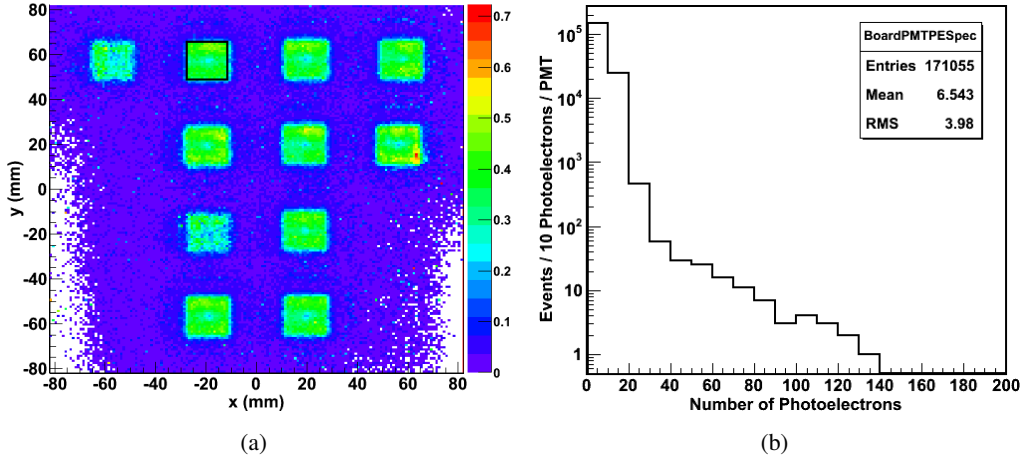 80
60
40
20
0
-20
-40
-60
-80
y (mm)
-80 -60 -40 -20 0 20 40 60 80
x (mm)
0.7
0.6
0.5
0.4
0.3
0.2
0.1
0
(a)
Events / 10 Photoelectrons / PMT
10^5
10^4
10^3
10^2
10
1
BoardPMTPESpec
Entries 171055
Mean 6.543
RMS 3.98
0 20 40 60 80 100 120 140 160 180 200
Number of Photoelectrons
(b)